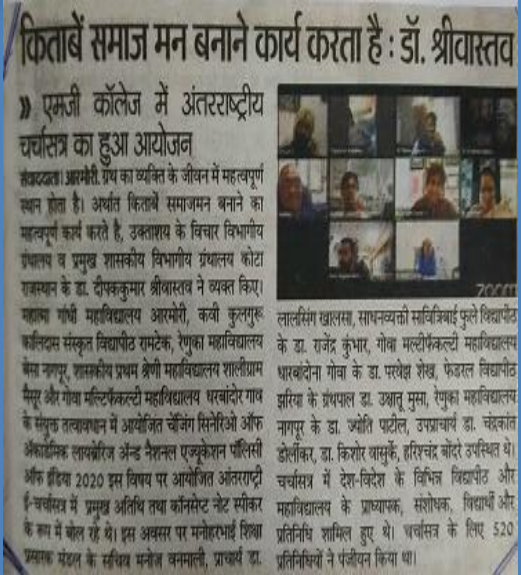 किताबें समाज मन बनाने कार्य करता है : डॉ. श्रीवास्तव
» एमजी कॉलेज में अंतरराष्ट्रीय
चर्चासत्र का हुआ आयोजन
संवाददाता। आरमोरी. ग्रंथ का व्यक्ति के जीवन में महत्वपूर्ण
स्थान होता है। अर्थात किताबें समाजमन बनाने का
महत्वपूर्ण कार्य करते है, उक्ताशय के विचार विभागीय
ग्रंथालय व प्रमुख शासकीय विभागीय ग्रंथालय कोटा
राजस्थान के डा. दीपककुमार श्रीवास्तव ने व्यक्त किए।
महात्मा गांधी महाविद्यालय आरमोरी, कवी कुलगुरू
कालिदास संस्कृत विद्यापीठ रामटेक, रेणुका महाविद्यालय
बेसा नागपूर, शासकीय प्रथम श्रेणी महाविद्यालय शालीग्राम
मैसूर और गोवा मल्टिफॅकल्टी महाविद्यालय धरबांदोर गाव
के संयुक्त तत्वावधान में आयोजित चेंजिंग सिनेरिओ ऑफ
अॅकाडमिक लायब्रेरिज अॅन्ड नैशनल एज्यूकेशन पॉलिसी
ऑफ इंडिया 2020 इस विषय पर आयोजित आंतरराष्ट्री
ई-चर्चासत्र में प्रमुख अतिथि तथा कॉनसेप्ट नोट स्पीकर
के रूप में बोल रहे थे। इस अवसर पर मनोहरभाई शिक्षा
प्रसारक मंडल के सचिव मनोज वनमाली, प्राचार्य डा.
zoom
लालसिंग खालसा, साधनव्यक्ती सावित्रिबाई फुले विद्यापीठ
के डा. राजेंद्र कुंभार, गोवा मल्टीफॅकल्टी महाविद्यालय
धारबांदोना गोवा के डा. परवेझ शेख, फेडरल विद्यापीठ
झरिया के ग्रंथपाल डा. उश्चातू मुसा, रेणुका महाविद्यालय
नागपूर के डा. ज्योति पाटील, उपप्राचार्य डा. चंद्रकांत
डोर्लीकर, डा. किशोर वासुर्के, हरिश्चंद्र बोंदरे उपस्थित थे।
चर्चासत्र में देश-विदेश के विभिन्न विद्यापीठ और
महाविद्यालय के प्राध्यापक, संशोधक, विद्यार्थी और
प्रतिनिधि शामिल हुए थे। चर्चासत्र के लिए 520
प्रतिनिधियों ने पंजीयन किया था।